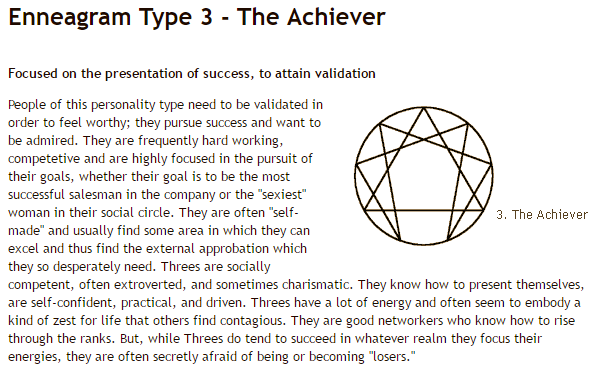 Enneagram Type 3 - The Achiever
Focused on the presentation of success, to attain validation
People of this personality type need to be validated in
order to feel worthy; they pursue success and want to
be admired. They are frequently hard working,
competetive and are highly focused in the pursuit of
their goals, whether their goal is to be the most
successful salesman in the company or the "sexiest"
woman in their social circle. They are often "self-
made" and usually find some area in which they can
excel and thus find the external approbation which
they so desperately need. Threes are socially
competent, often extroverted, and sometimes charismatic. They know how to present themselves,
are self-confident, practical, and driven. Threes have a lot of energy and often seem to embody a
kind of zest for life that others find contagious. They are good networkers who know how to rise
through the ranks. But, while Threes do tend to succeed in whatever realm they focus their
energies, they are often secretly afraid of being or becoming "losers."
3. The Achiever